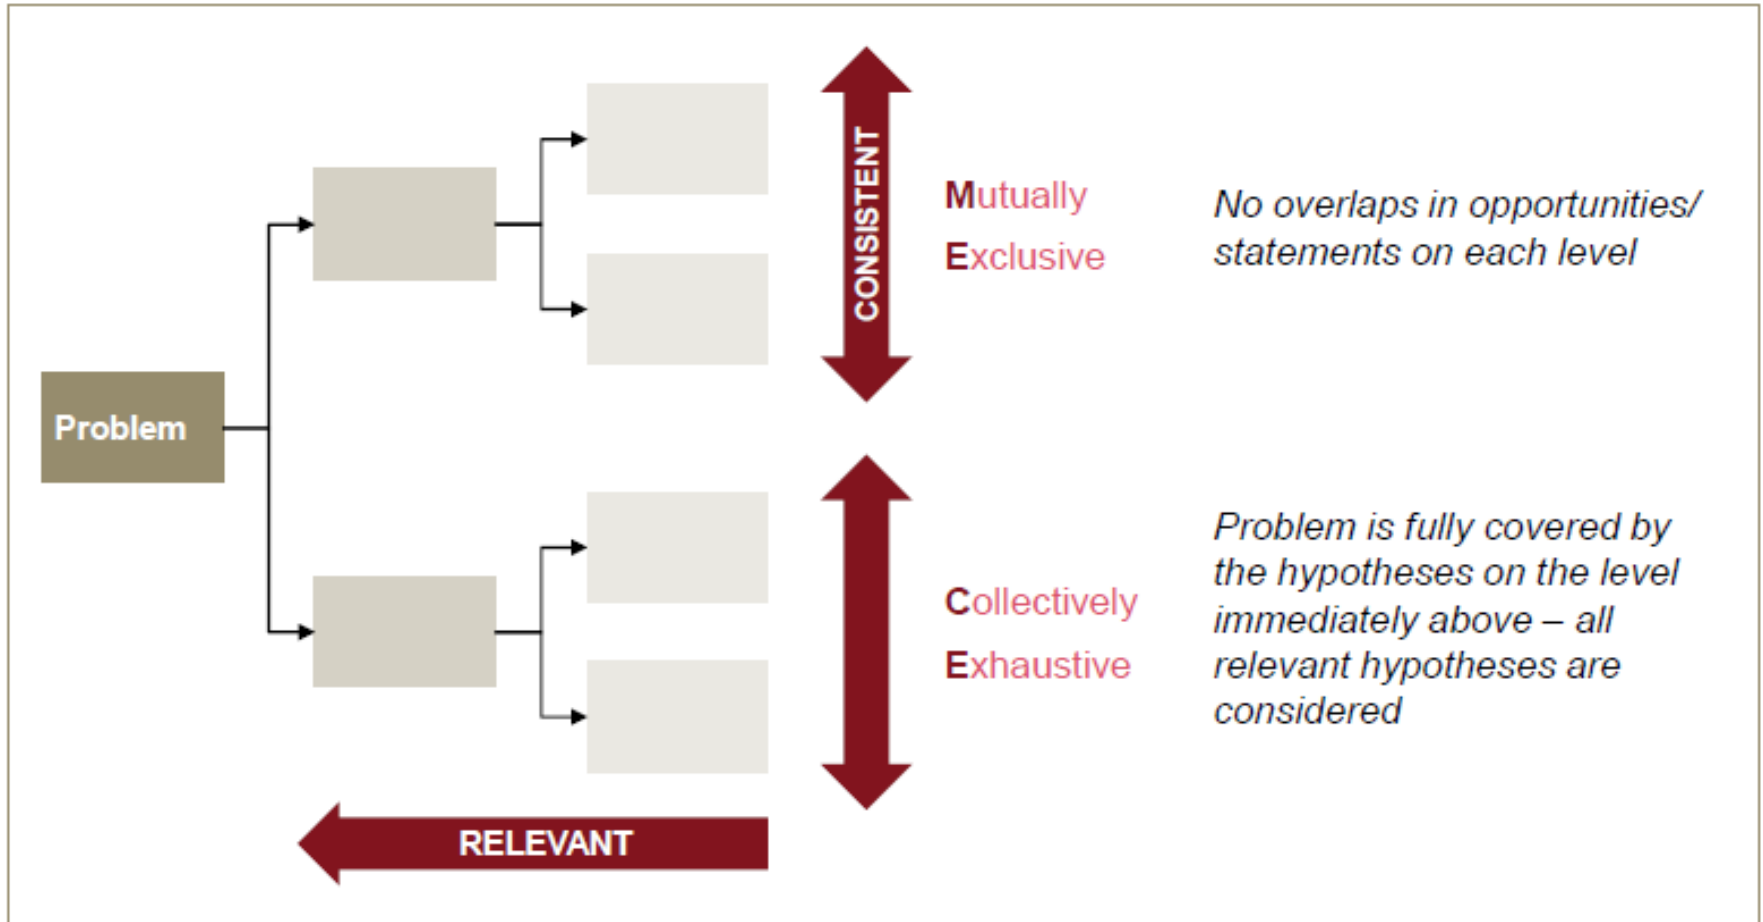 Problem
CONSISTENT
Mutually
Exclusive
No overlaps in opportunities/
statements on each level
Collectively
Exhaustive
Problem is fully covered by
the hypotheses on the level
immediately above – all
relevant hypotheses are
considered
RELEVANT